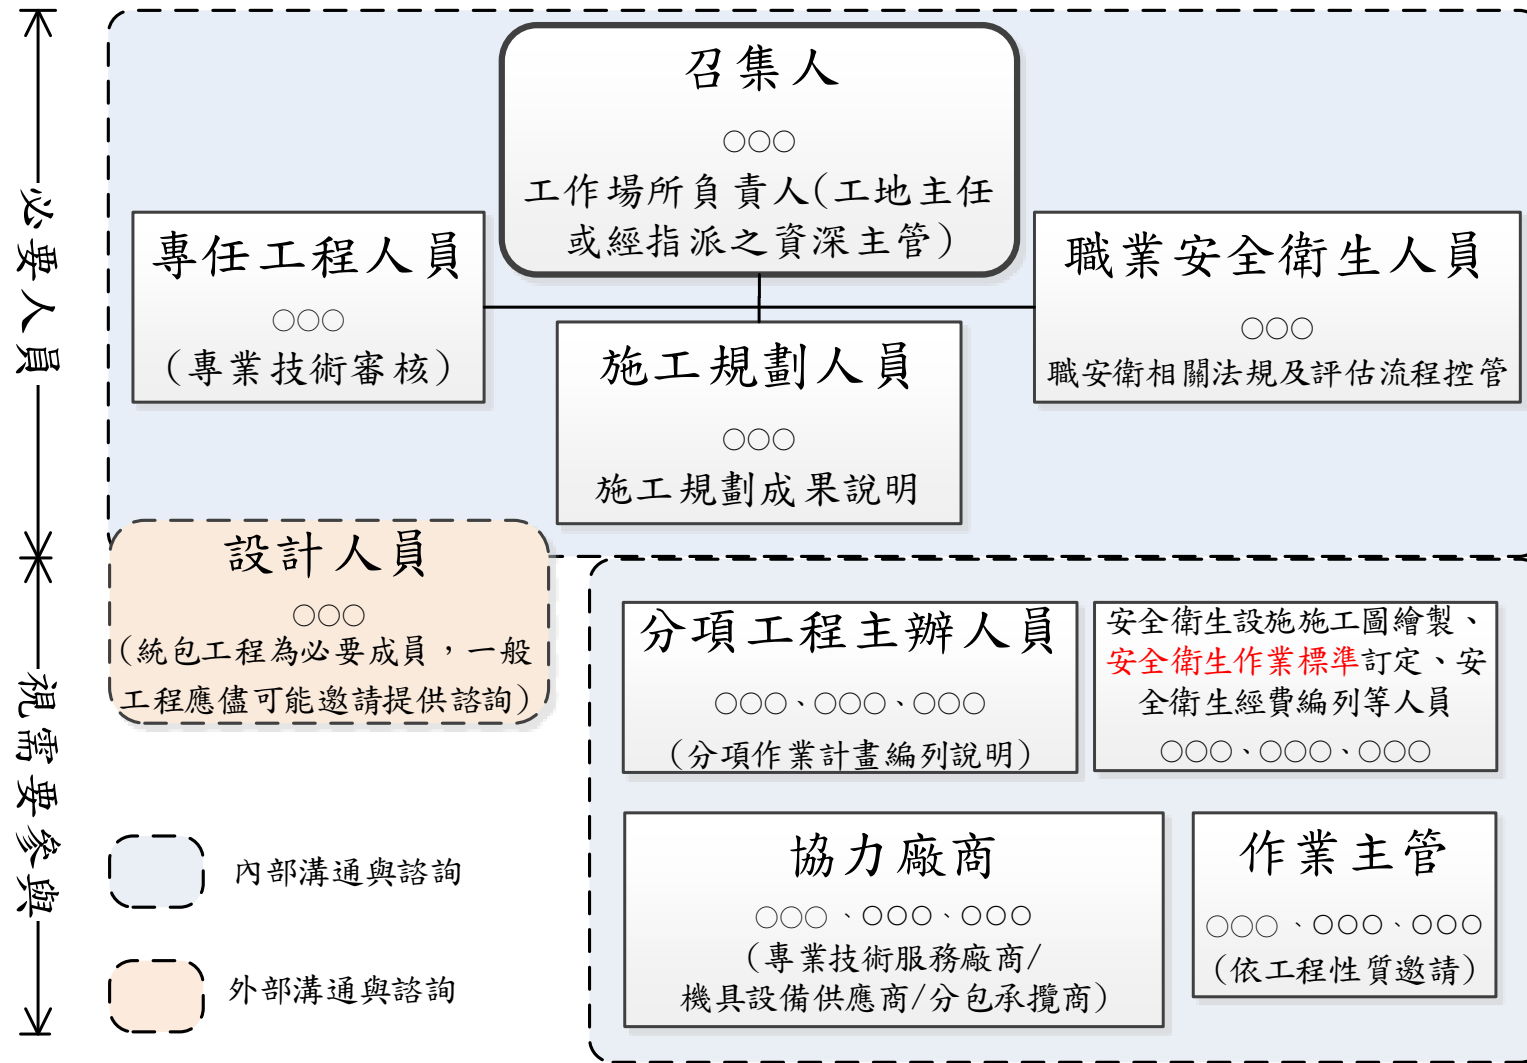 必要人員
召集人
○○○
工作場所負責人(工地主任
或經指派之資深主管)
專任工程人員
○○○
(專業技術審核)
施工規劃人員
○○○
施工規劃成果說明
職業安全衛生人員
○○○
職安衛相關法規及評估流程控管
視需要參與
設計人員
○○○
(統包工程為必要成員，一般
工程應儘可能邀請提供諮詢)
分項工程主辦人員
○○○、○○○、○○○
(分項作業計畫編列說明)
安全衛生設施施工圖繪製、
安全衛生作業標準訂定、安
全衛生經費編列等人員
○○○、○○○、○○○
協力廠商
○○○、○○○、○○○
(專業技術服務廠商/
機具設備供應商/分包承攬商)
作業主管
○○○、○○○、○○○
(依工程性質邀請)
內部溝通與諮詢
外部溝通與諮詢